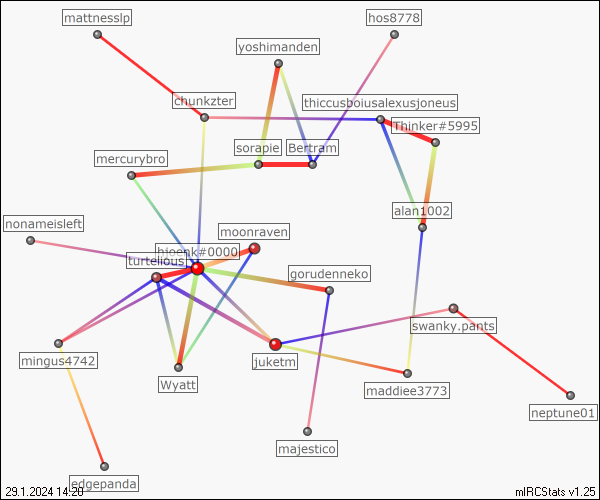 mattnesslp
hos8778
yoshimanden
chunkzter
thiccusboiusalexusjoneus
Thinker#5995
sorapie
Bertram
mercurybro
alan1002
nonameisleft
moonraven
hjoenk#0000
turtelious
gorudenneko
swanky.pants
mingus4742
juketm
Wyatt
maddiee3773
neptune01
majestico
edgepanda
29.1.2024 14:20
mIRCStats v1.25